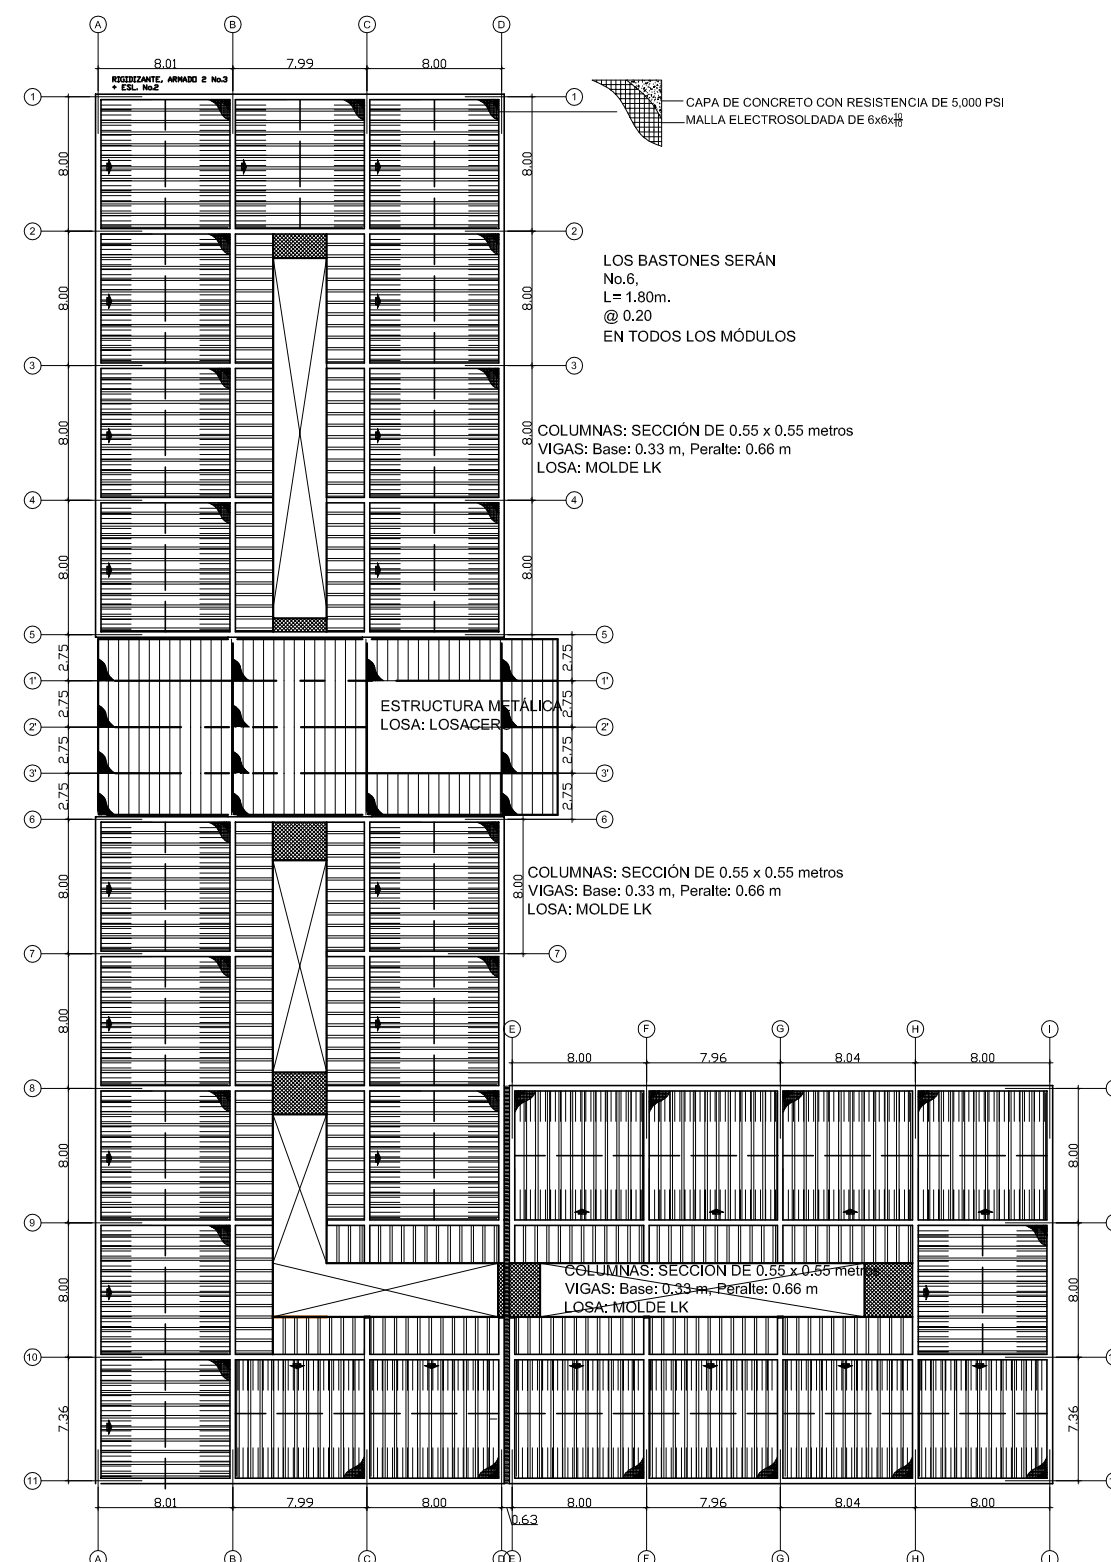 A
B
C
D
8.01
7.99
8.00
RIGIDIZANTE, ARMADO 2 No.3
+ ESL. No.2
1
1
CAPA DE CONCRETO CON RESISTENCIA DE 5,000 PSI
MALLA ELECTROSOLDADA DE 6x6x10/10
8.00
8.00
2
2
LOS BASTONES SERÁN
No.6,
L= 1.80m.
@ 0.20
EN TODOS LOS MÓDULOS
8.00
8.00
3
3
8.00
8.00
COLUMNAS: SECCIÓN DE 0.55 x 0.55 metros
VIGAS: Base: 0.33 m, Peralte: 0.66 m
LOSA: MOLDE LK
4
4
8.00
8.00
5
5
2.75
2.75
1'
1'
2.75
2.75
ESTRUCTURA METÁLICA
LOSA: LOSACERO
2'
2'
2.75
2.75
3'
3'
2.75
2.75
6
6
8.00
8.00
COLUMNAS: SECCIÓN DE 0.55 x 0.55 metros
VIGAS: Base: 0.33 m, Peralte: 0.66 m
LOSA: MOLDE LK
7
7
8.00
E
F
G
H
I
8.00
7.96
8.04
8.00
8
8.00
8.00
9
8.00
8.00
COLUMNAS: SECCIÓN DE 0.55 x 0.55 metros
VIGAS: Base: 0.33 m, Peralte: 0.66 m
LOSA: MOLDE LK
10
7.36
7.36
11
8.01
7.99
8.00
8.00
7.96
8.04
8.00
0.63
A
B
C
D
E
F
G
H
I